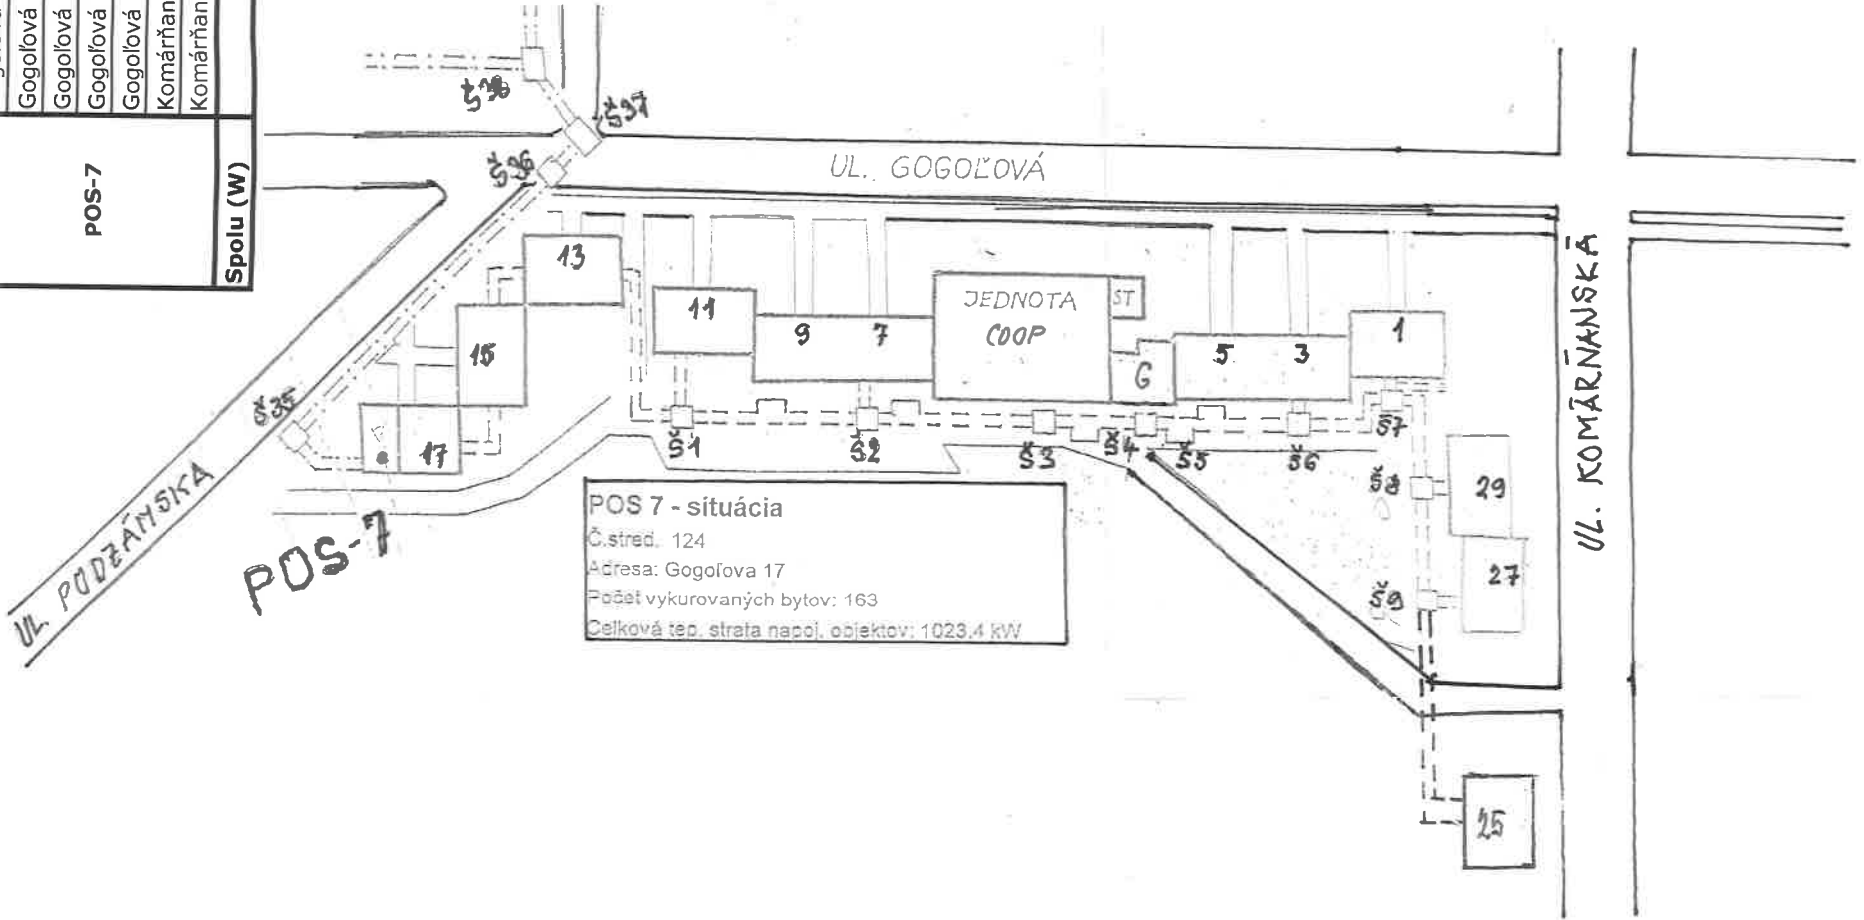 Gogoľová
Gogoľová
Gogoľová
Gogoľová
Komárňan
Komárňan
POS-7
Spolu (W)
Š38
Š37
Š36
UL. GOGOĽOVÁ
13
11
9
7
JEDNOTA
COOP
ST
G
5
3
1
15
17
Š35
Š1
Š2
Š3
Š4
Š5
Š6
Š7
Š8
Š9
29
27
25
UL. KOMÁRŇANSKÁ
UL PODZÁMSKA
POS-7
POS 7 - situácia
Č.stred. 124
Adresa: Gogoľova 17
Počet vykurovaných bytov: 163
Celková tep. strata napoj. objektov: 1023,4 kW